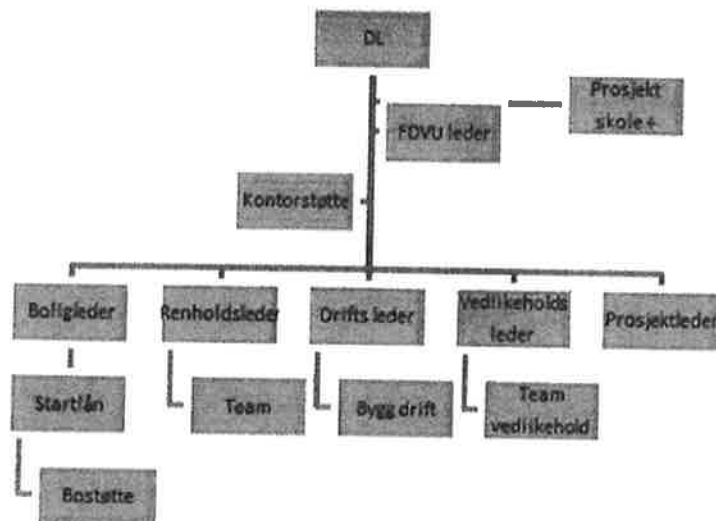 DL
Prosjekt
skole +
FDVU leder
Kontorstøtte
Boligleder
Renholdsleder
Drifts leder
Vedlikeholds
leder
Prosjektleder
Startlån
Team
Bygg drift
Team
vedlikehold
Bostøtte